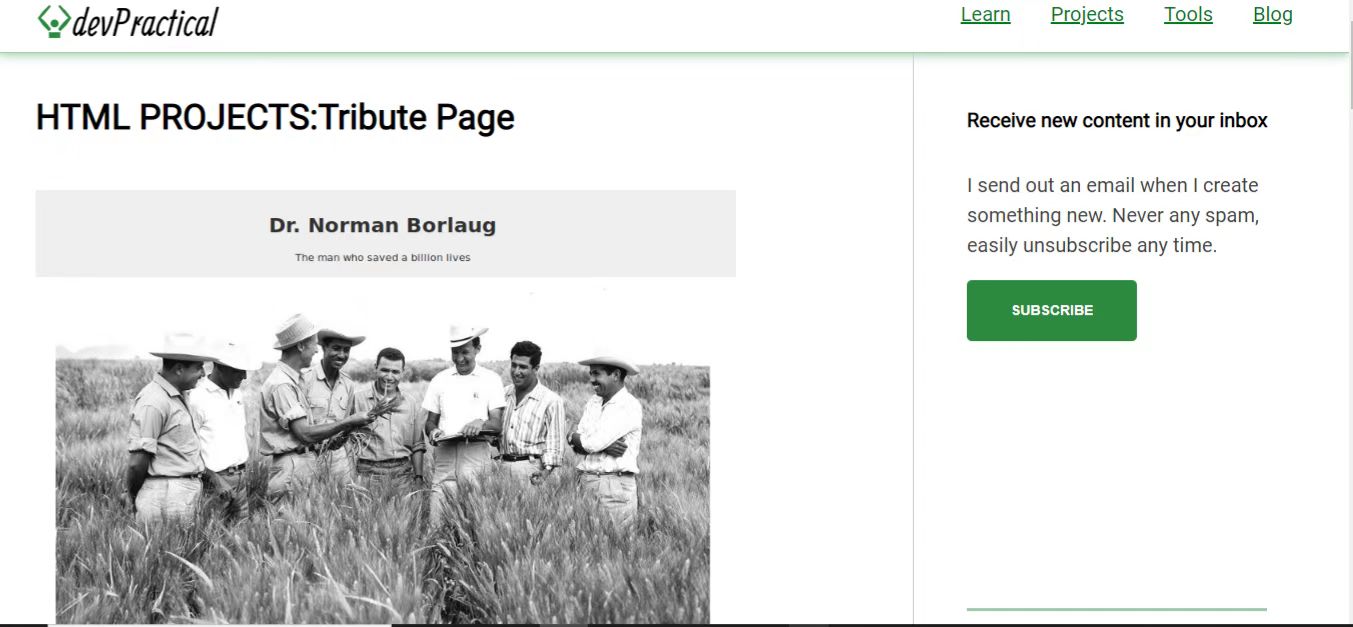 devPractical
Learn Projects Tools Blog
HTML PROJECTS:Tribute Page
Dr. Norman Borlaug
The man who saved a billion lives
Receive new content in your inbox
I send out an email when I create
something new. Never any spam,
easily unsubscribe any time.
SUBSCRIBE